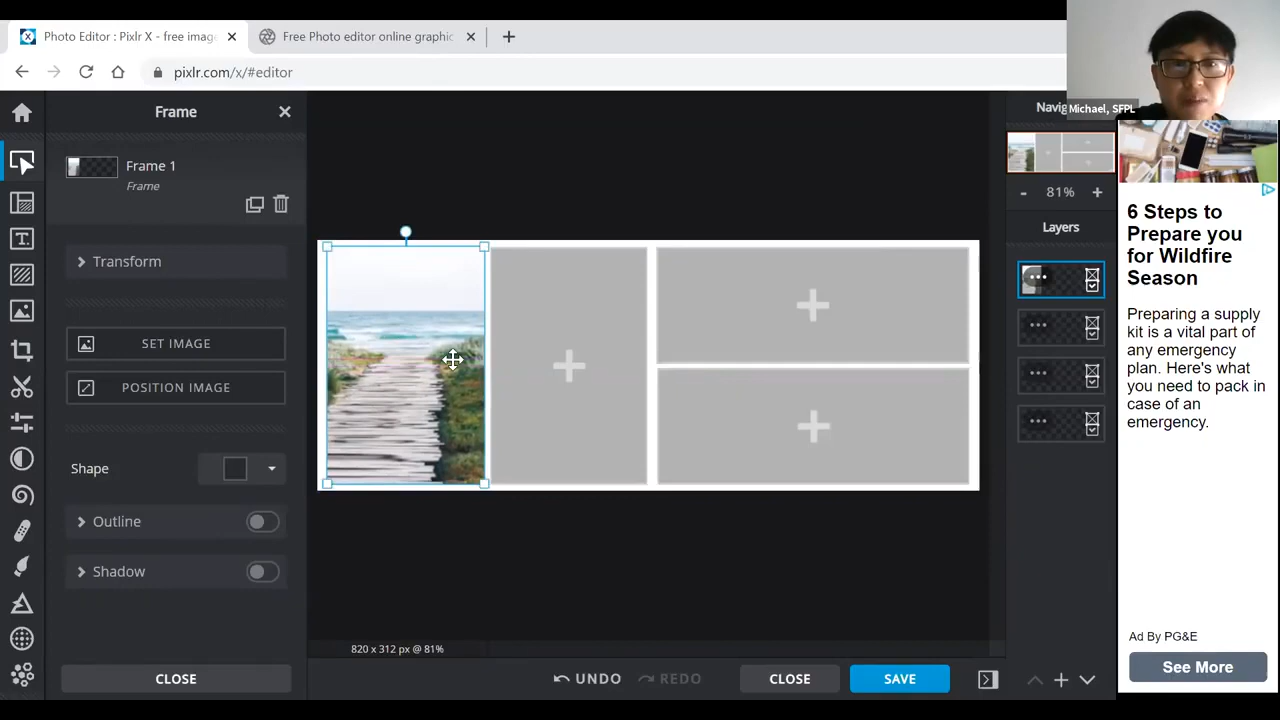 Photo Editor : Pixlr X - free imag
Free Photo editor online graphic
pixlr.com/x/#editor
Michael, SFPL
Frame
Navig
Frame 1
Frame
81%
Layers
Transform
SET IMAGE
POSITION IMAGE
Shape
Outline
Shadow
820 x 312 px @ 81%
CLOSE
UNDO
REDO
CLOSE
SAVE
6 Steps to
Prepare you
for Wildfire
Season
Preparing a supply
kit is a vital part of
any emergency
plan. Here's what
you need to pack in
case of an
emergency.
Ad By PG&E
See More